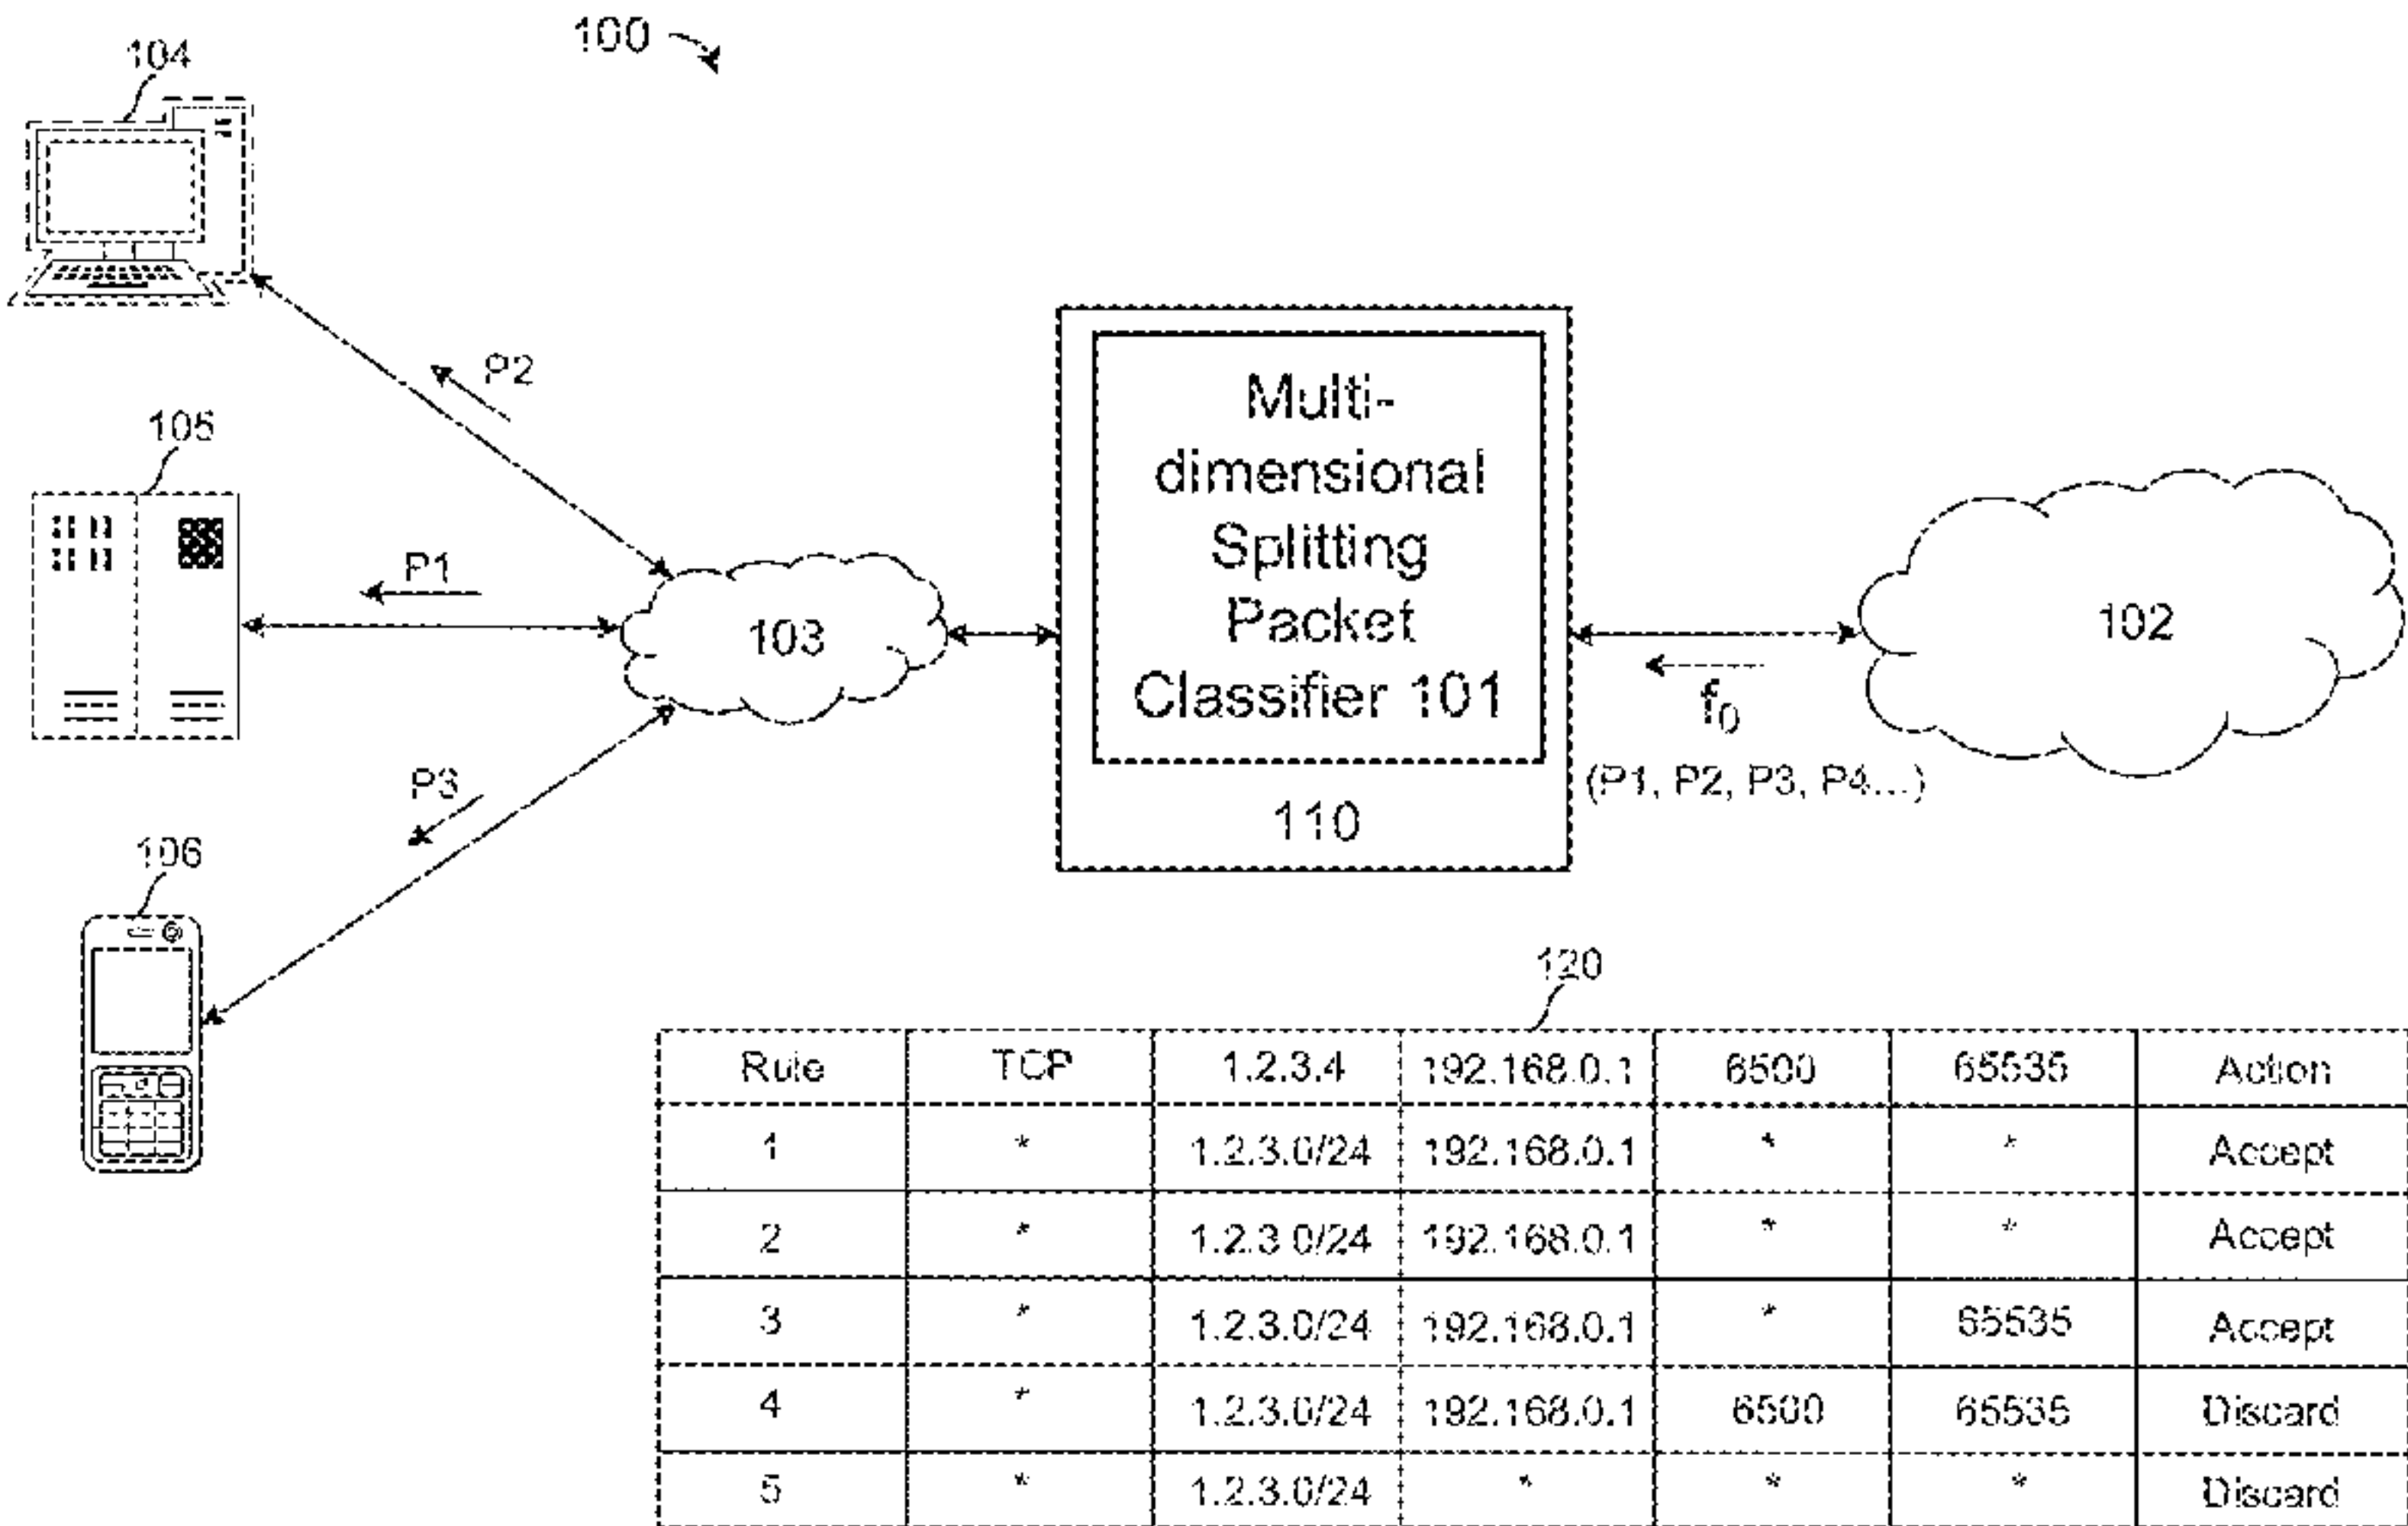 100
104
P2
105
P1
103
P3
106
Multi-
dimensional
Splitting
Packet
Classifier 101
110
102
f0
(P1, P2, P3, P4...)
120
Rule TCP 1.2.3.4 192.168.0.1 6500 65535 Action
1 * 1.2.3.0/24 192.168.0.1 * * Accept
2 * 1.2.3.0/24 192.168.0.1 * * Accept
3 * 1.2.3.0/24 192.168.0.1 * 65535 Accept
4 * 1.2.3.0/24 192.168.0.1 6500 65535 Discard
5 * 1.2.3.0/24 * * * Discard